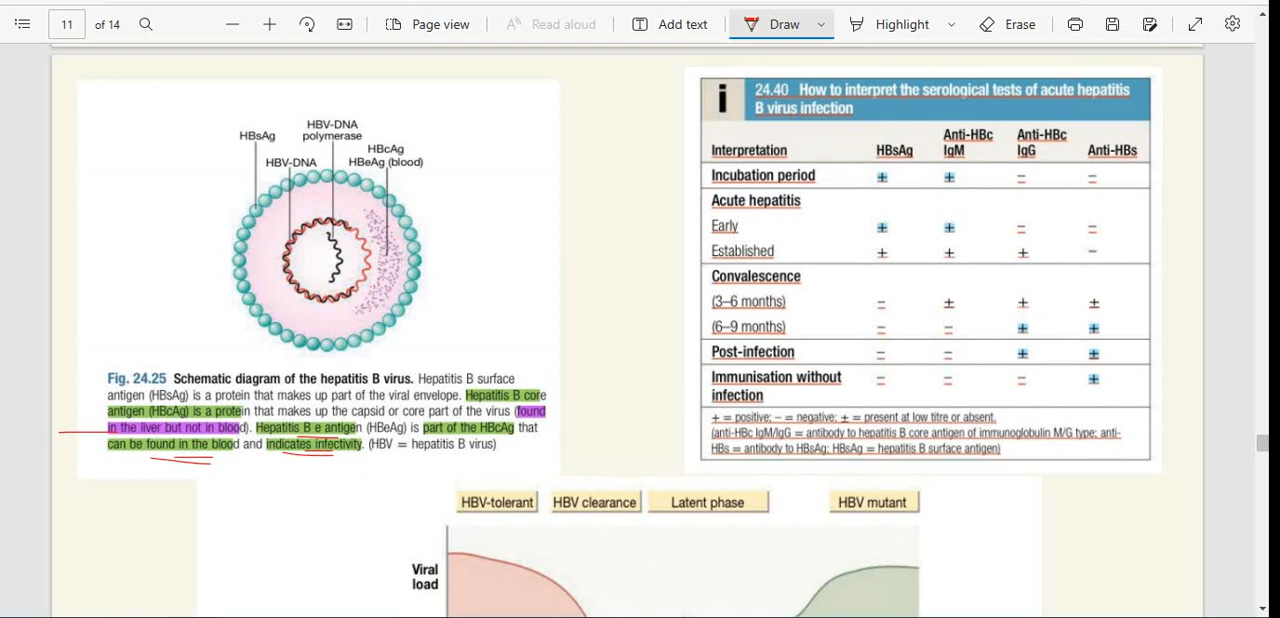 11 of 14 Page view Read aloud Add text Draw Highlight Erase
HBV-DNA
HBsAg polymerase
HBcAg
HBV-DNA HBeAg (blood)
Fig. 24.25 Schematic diagram of the hepatitis B virus. Hepatitis B surface
antigen (HBsAg) is a protein that makes up part of the viral envelope. Hepatitis B core
antigen (HBcAg) is a protein that makes up the capsid or core part of the virus (found
in the liver but not in blood). Hepatitis B e antigen (HBeAg) is part of the HBcAg that
can be found in the blood and indicates infectivity. (HBV = hepatitis B virus)
i 24.40 How to interpret the serological tests of acute hepatitis
B virus infection
Anti-HBc Anti-HBc
Interpretation HBsAg IgM IgG Anti-HBs
Incubation period + + − −
Acute hepatitis
Early + + − −
Established + + + −
Convalescence
(3–6 months) − ± + ±
(6–9 months) − − + +
Post-infection − − + ±
Immunisation without − − − +
infection
+ = positive; − = negative; ± = present at low titre or absent.
(anti-HBc IgM/IgG = antibody to hepatitis B core antigen of immunoglobulin M/G type; anti-
HBs = antibody to HBsAg; HBsAg = hepatitis B surface antigen)
HBV-tolerant HBV clearance Latent phase HBV mutant
Viral
load